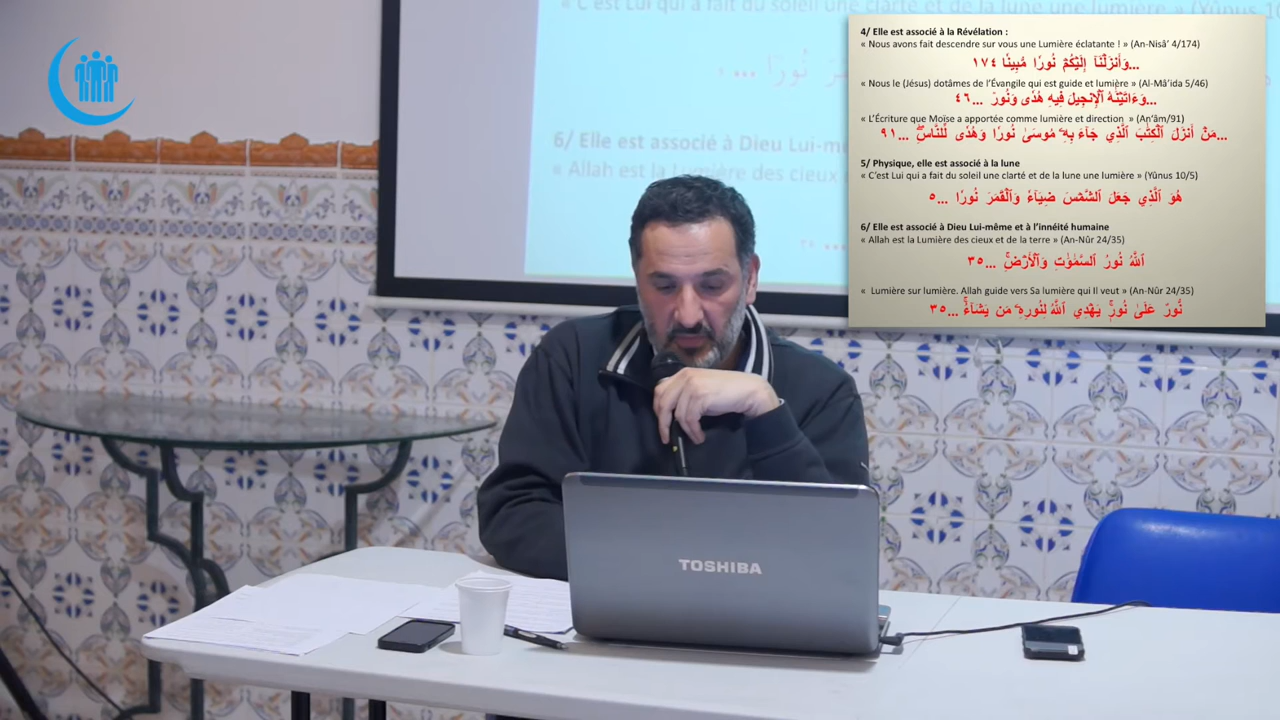 « C'est Lui qui a fait du soleil une clarté et de la lune une lumière » (Yûnus 10
6/ Elle est associé à Dieu Lui-mê
« Allah est la Lumière des cieux
4/ Elle est associé à la Révélation :
« Nous avons fait descendre sur vous une Lumière éclatante ! » (An-Nisâ’ 4/174)
...وَأَنزَلْنَآ إِلَيْكُمْ نُورًا مُّبِينًا ١٧٤
« Nous le (Jésus) dotâmes de l’Évangile qui est guide et lumière » (Al-Mâ’ida 5/46)
...وَءَاتَيْنَٰهُ ٱلْإِنجِيلَ فِيهِ هُدًى وَنُورٌ ...٤٦
« L’Écriture que Moïse a apportée comme lumière et direction » (An’âm/91)
...مَنْ أَنزَلَ ٱلْكِتَٰبَ ٱلَّذِي جَآءَ بِهِۦ مُوسَىٰ نُورًا وَهُدًى لِّلنَّاسِۖ ...٩١
5/ Physique, elle est associé à la lune
« C’est Lui qui a fait du soleil une clarté et de la lune une lumière » (Yûnus 10/5)
هُوَ ٱلَّذِي جَعَلَ ٱلشَّمْسَ ضِيَآءً وَٱلْقَمَرَ نُورًا ...٥
6/ Elle est associé à Dieu Lui-même et à l’innéité humaine
« Allah est la Lumière des cieux et de la terre » (An-Nûr 24/35)
ٱللَّهُ نُورُ ٱلسَّمَٰوَٰتِ وَٱلْأَرْضِۚ ...٣٥
« Lumière sur lumière. Allah guide vers Sa lumière qui Il veut » (An-Nûr 24/35)
نُّورٌ عَلَىٰ نُورٍۚ يَهْدِي ٱللَّهُ لِنُورِهِۦ مَن يَشَآءُۚ ...٣٥
TOSHIBA